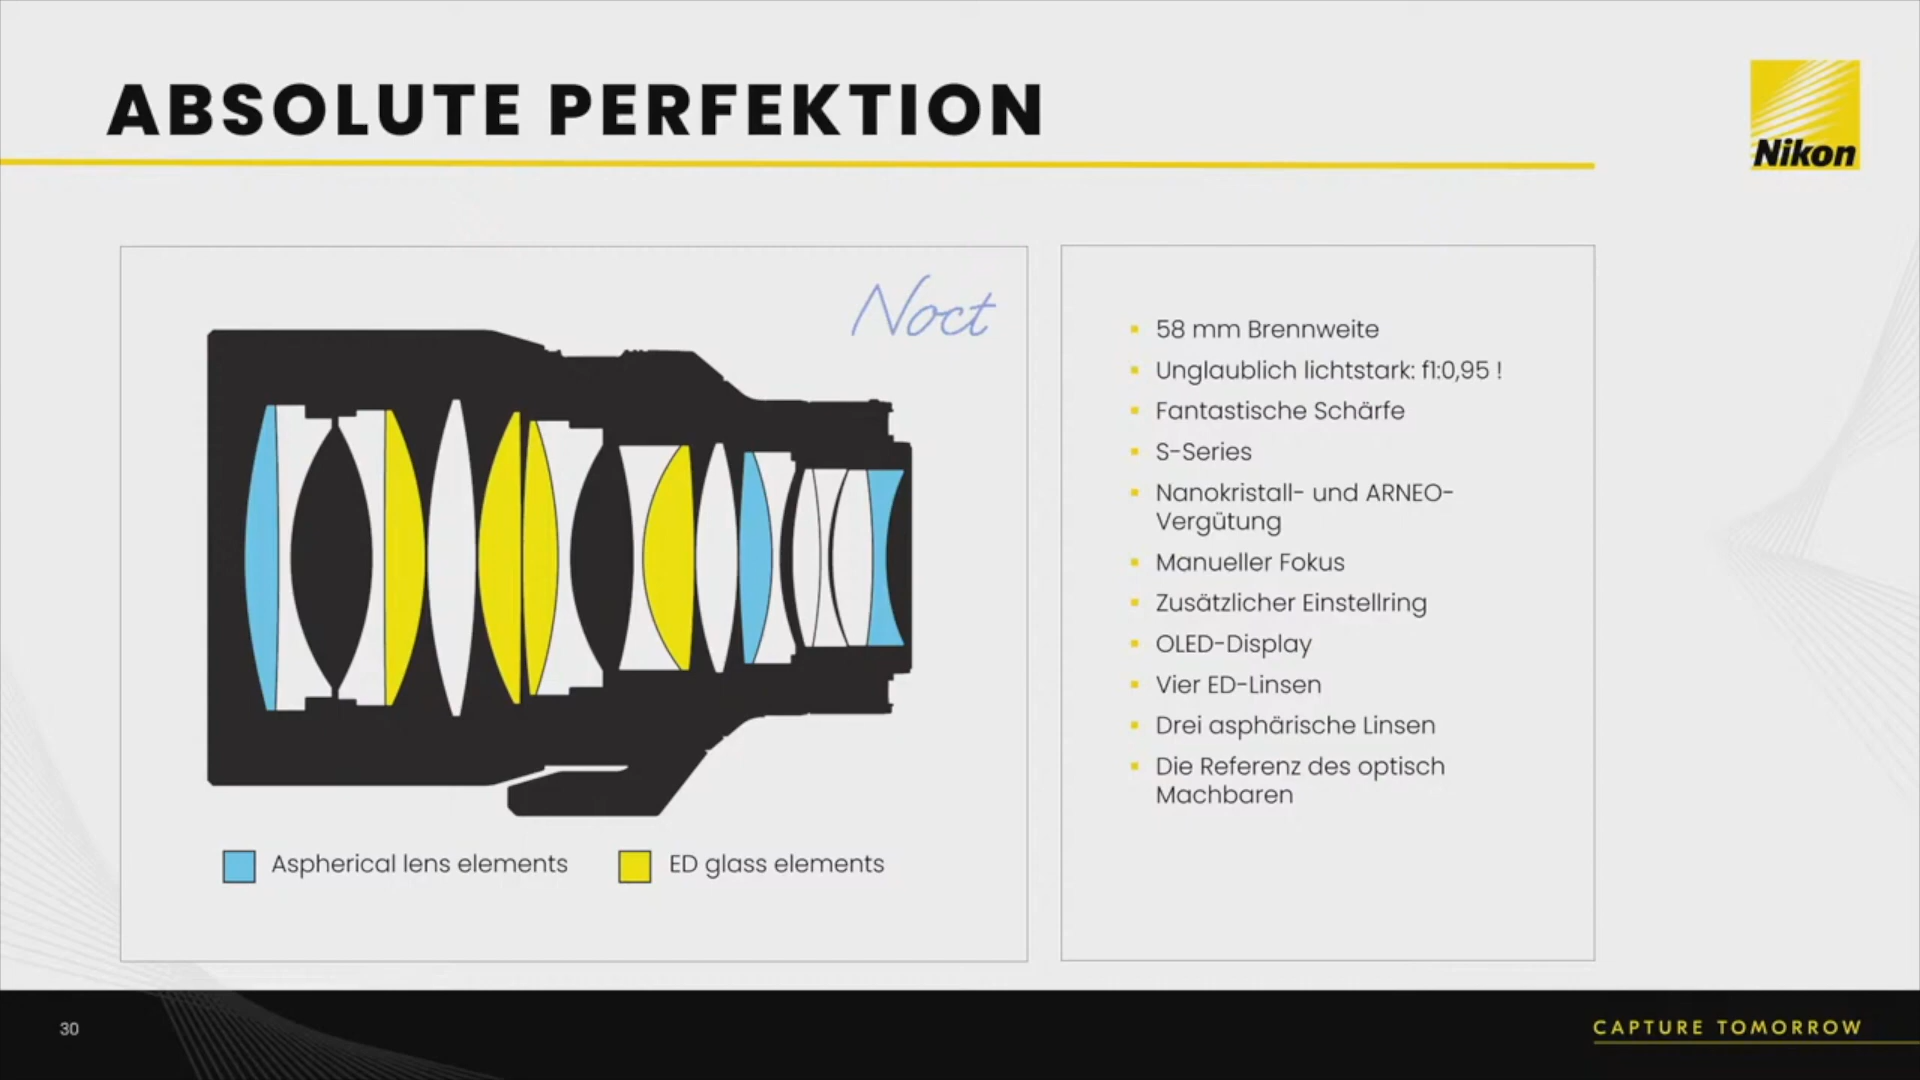 ABSOLUTE PERFEKTION
Nikon
Noct
Aspherical lens elements
ED glass elements
58 mm Brennweite
Unglaublich lichtstark: f1:0,95 !
Fantastische Schärfe
S-Series
Nanokristall- und ARNEO-
Vergütung
Manueller Fokus
Zusätzlicher Einstellring
OLED-Display
Vier ED-Linsen
Drei asphärische Linsen
Die Referenz des optisch
Machbaren
30
CAPTURE TOMORROW